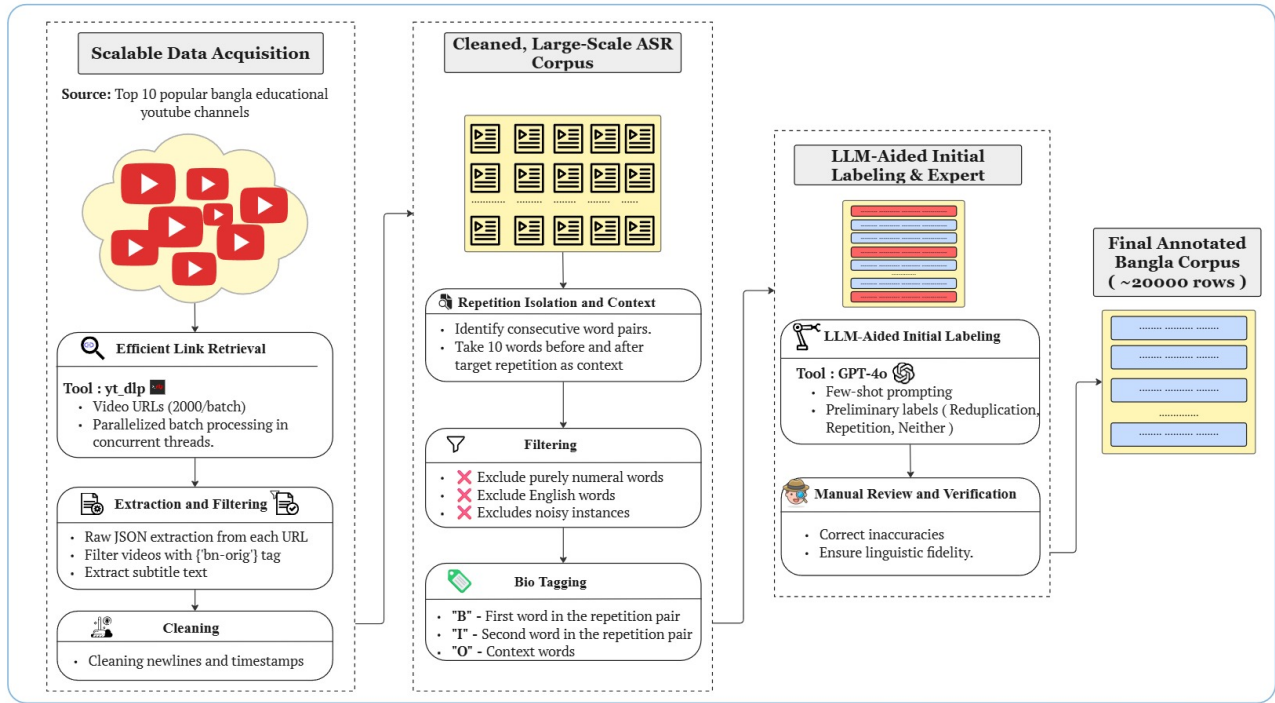 Scalable Data Acquisition
Source: Top 10 popular bangla educational
youtube channels
Efficient Link Retrieval
Tool : yt_dlp
• Video URLs (2000/batch)
• Parallelized batch processing in
concurrent threads.
Extraction and Filtering
• Raw JSON extraction from each URL
• Filter videos with {'bn-orig'} tag
• Extract subtitle text
Cleaning
• Cleaning newlines and timestamps
Cleaned, Large-Scale ASR
Corpus
Repetition Isolation and Context
• Identify consecutive word pairs.
• Take 10 words before and after
target repetition as context
Filtering
• ❌ Exclude purely numeral words
• ❌ Exclude English words
• ❌ Excludes noisy instances
Bio Tagging
• "B" - First word in the repetition pair
• "I" - Second word in the repetition pair
• "O" - Context words
LLM-Aided Initial
Labeling & Expert
LLM-Aided Initial Labeling
Tool : GPT-4o
• Few-shot prompting
• Preliminary labels ( Reduplication,
Repetition, Neither )
Manual Review and Verification
• Correct inaccuracies
• Ensure linguistic fidelity.
Final Annotated
Bangla Corpus
( ~20000 rows )